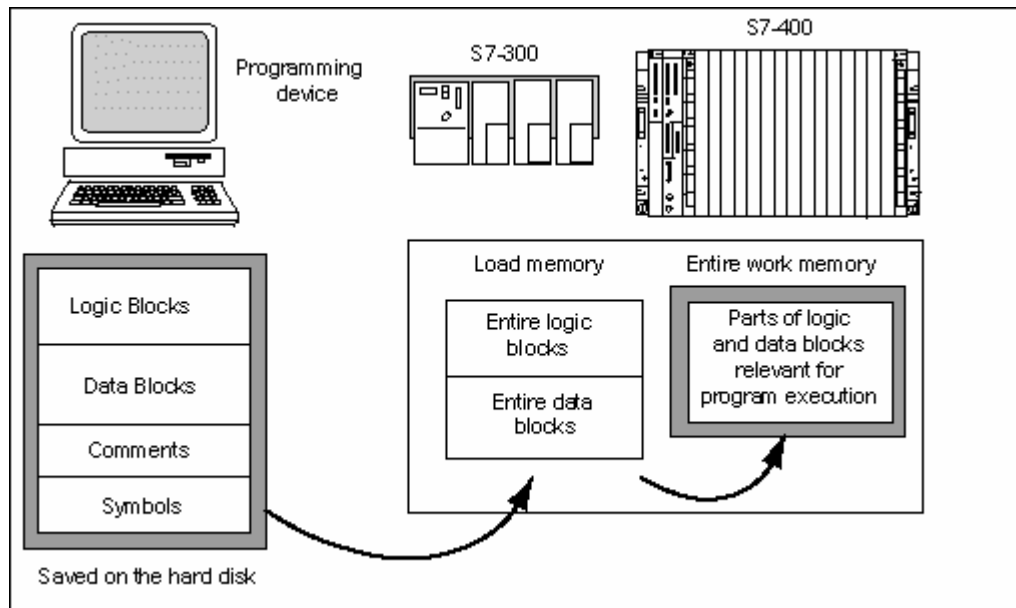 S7-400
S7-300
Programming
device
Load memory
Entire work memory
Logic Blocks
Data Blocks
Comments
Symbols
Entire logic
blocks
Entire data
blocks
Parts of logic
and data blocks
relevant for
program execution
Saved on the hard disk